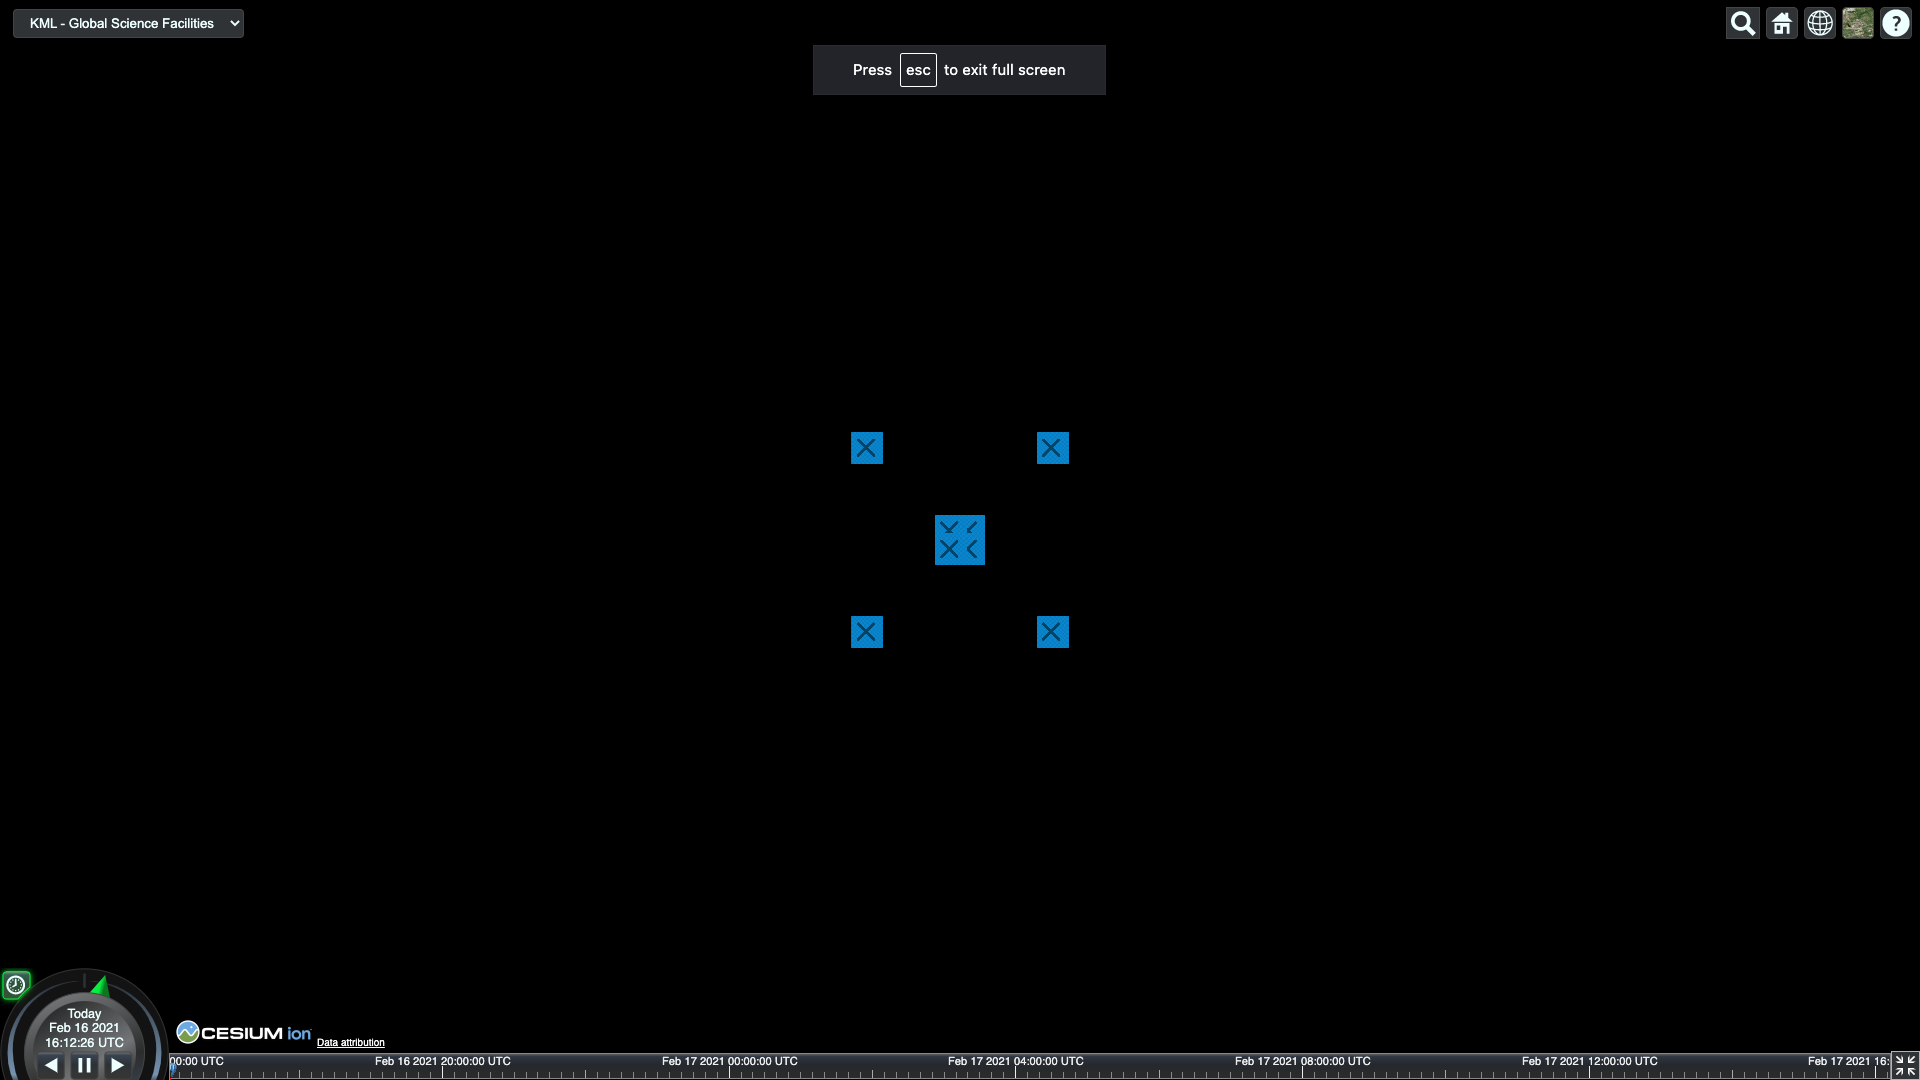 KML - Global Science Facilities
Press esc to exit full screen
Today
Feb 16 2021
16:12:26 UTC
CESIUM ion
Data attribution
00:00 UTC
Feb 16 2021 20:00:00 UTC
Feb 17 2021 00:00:00 UTC
Feb 17 2021 04:00:00 UTC
Feb 17 2021 08:00:00 UTC
Feb 17 2021 12:00:00 UTC
Feb 17 2021 16: